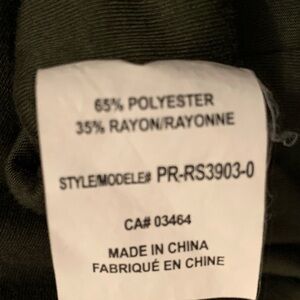 65% POLYESTER
35% RAYON/RAYONNE
STYLE/MODELE# PR-RS3903-0
CA# 03464
MADE IN CHINA
FABRIQUÉ EN CHINE